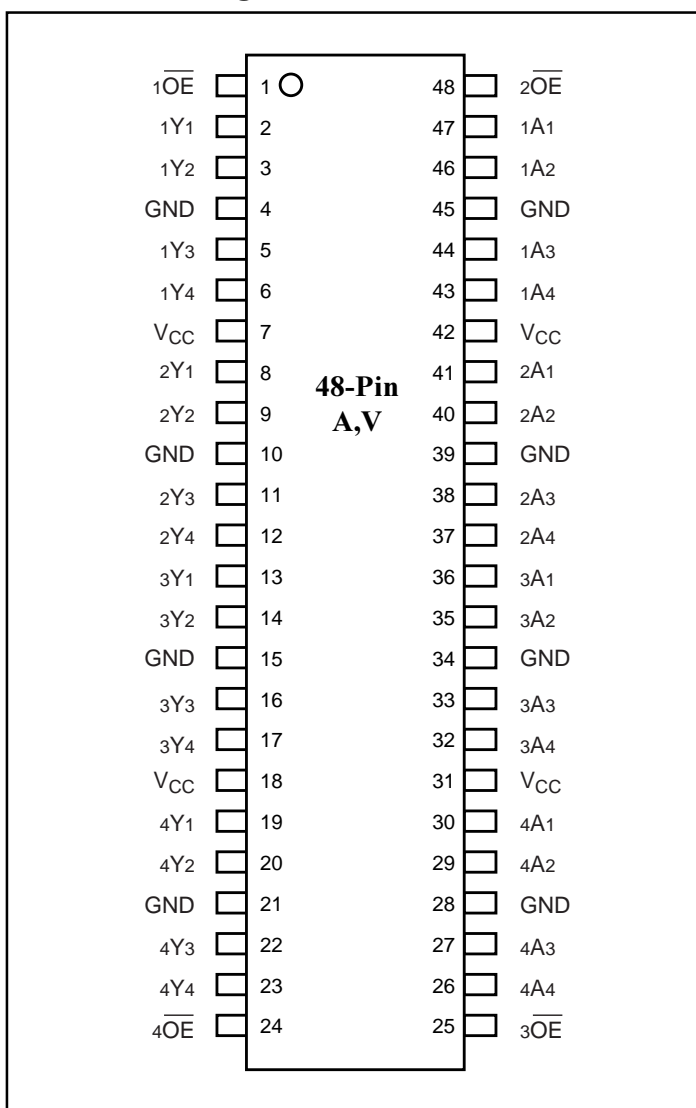 1OE 1 48 2OE
1Y1 2 47 1A1
1Y2 3 46 1A2
GND 4 45 GND
1Y3 5 44 1A3
1Y4 6 43 1A4
VCC 7 42 VCC
2Y1 8 41 2A1
48-Pin
2Y2 9 40 2A2
A,V
GND 10 39 GND
2Y3 11 38 2A3
2Y4 12 37 2A4
3Y1 13 36 3A1
3Y2 14 35 3A2
GND 15 34 GND
3Y3 16 33 3A3
3Y4 17 32 3A4
VCC 18 31 VCC
4Y1 19 30 4A1
4Y2 20 29 4A2
GND 21 28 GND
4Y3 22 27 4A3
4Y4 23 26 4A4
4OE 24 25 3OE